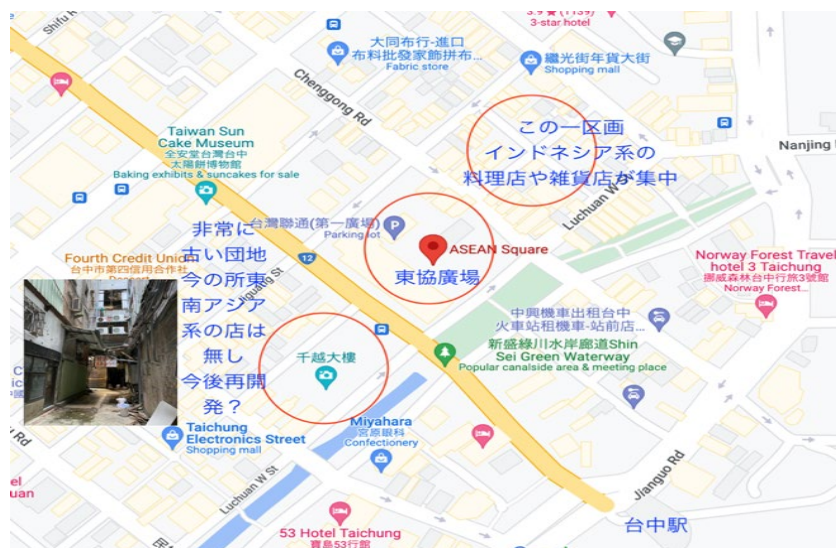 Shifu R
3.9 ★ (1139)
3-star hotel
大同布行-進口
布料批發家飾拼布...
Fabric store
繼光街年貨大街
Shopping mall
Chenggong Rd
Taiwan Sun
Cake Museum
全安堂台灣台中
太陽餅博物館
Baking exhibits & suncakes for sale
この一区画
インドネシア系の
料理店や雑貨店が集中
Nanjing
Luchuan W St
非常に
古い団地
今の所東
南アジア
系の店は
無し
今後再開
発?
台灣聯通(第一廣場)
Parking lot
ASEAN Square
東協廣場
Fourth Credit Union
台中市第四信用合作社
Dessert
12
guang St
Norway Forest Travel
hotel 3 Taichung
挪威森林台中行旅3號館
Norway Forest...
中興機車出租台中
火車站租機車-站前店...
新盛綠川水岸廊道Shin
Sei Green Waterway
Popular canalside area & meeting place
千越大樓
Taichung
Electronics Street
Shopping mall
Miyahara
宮原眼科
Confectionery
Luchuan W St
Jianguo Rd
台中駅
53 Hotel Taichung
寶島53行館